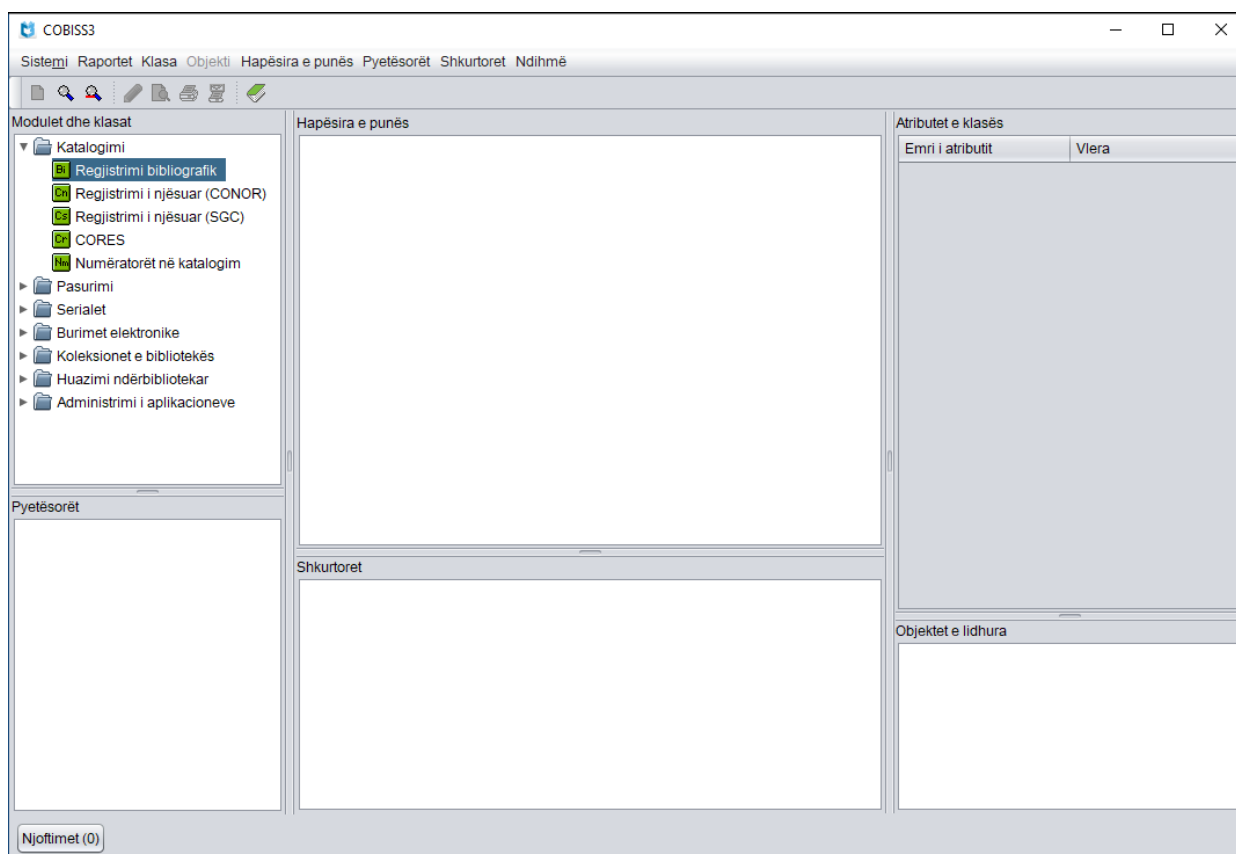 COBISS3
Sistemi Raportet Klasa Objekti Hapësira e punës Pyetësorët Shkurtoret Ndihmë
Modulet dhe klasat
Katalogimi
Bi Regjistrimi bibliografik
Cn Regjistrimi i njësuar (CONOR)
Cs Regjistrimi i njësuar (SGC)
Cr CORES
Nm Numëratorët në katalogim
Pasurimi
Serialet
Burimet elektronike
Koleksionet e bibliotekës
Huazimi ndërbibliotekar
Administrimi i aplikacioneve
Pyetësorët
Hapësira e punës
Shkurtoret
Atributet e klasës
Emri i atributit Vlera
Objektet e lidhura
Njoftimet (0)